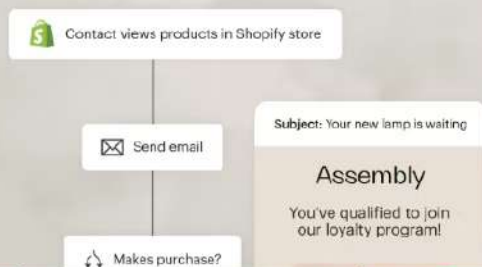 Contact views products in Shopify store
Send email
Subject: Your new lamp is waiting
Assembly
You've qualified to join
our loyalty program!
Makes purchase?